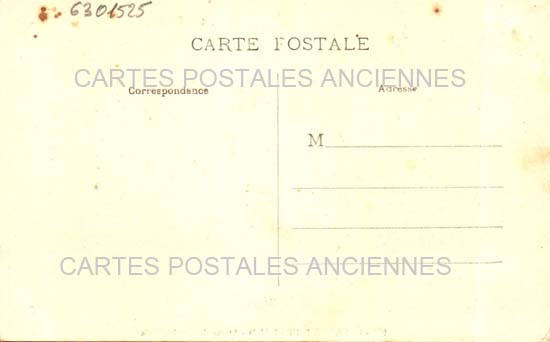 6301525
CARTE POSTALE
CARTES POSTALES ANCIENNES
Correspondance
Adresse
M
CARTES POSTALES ANCIENNES